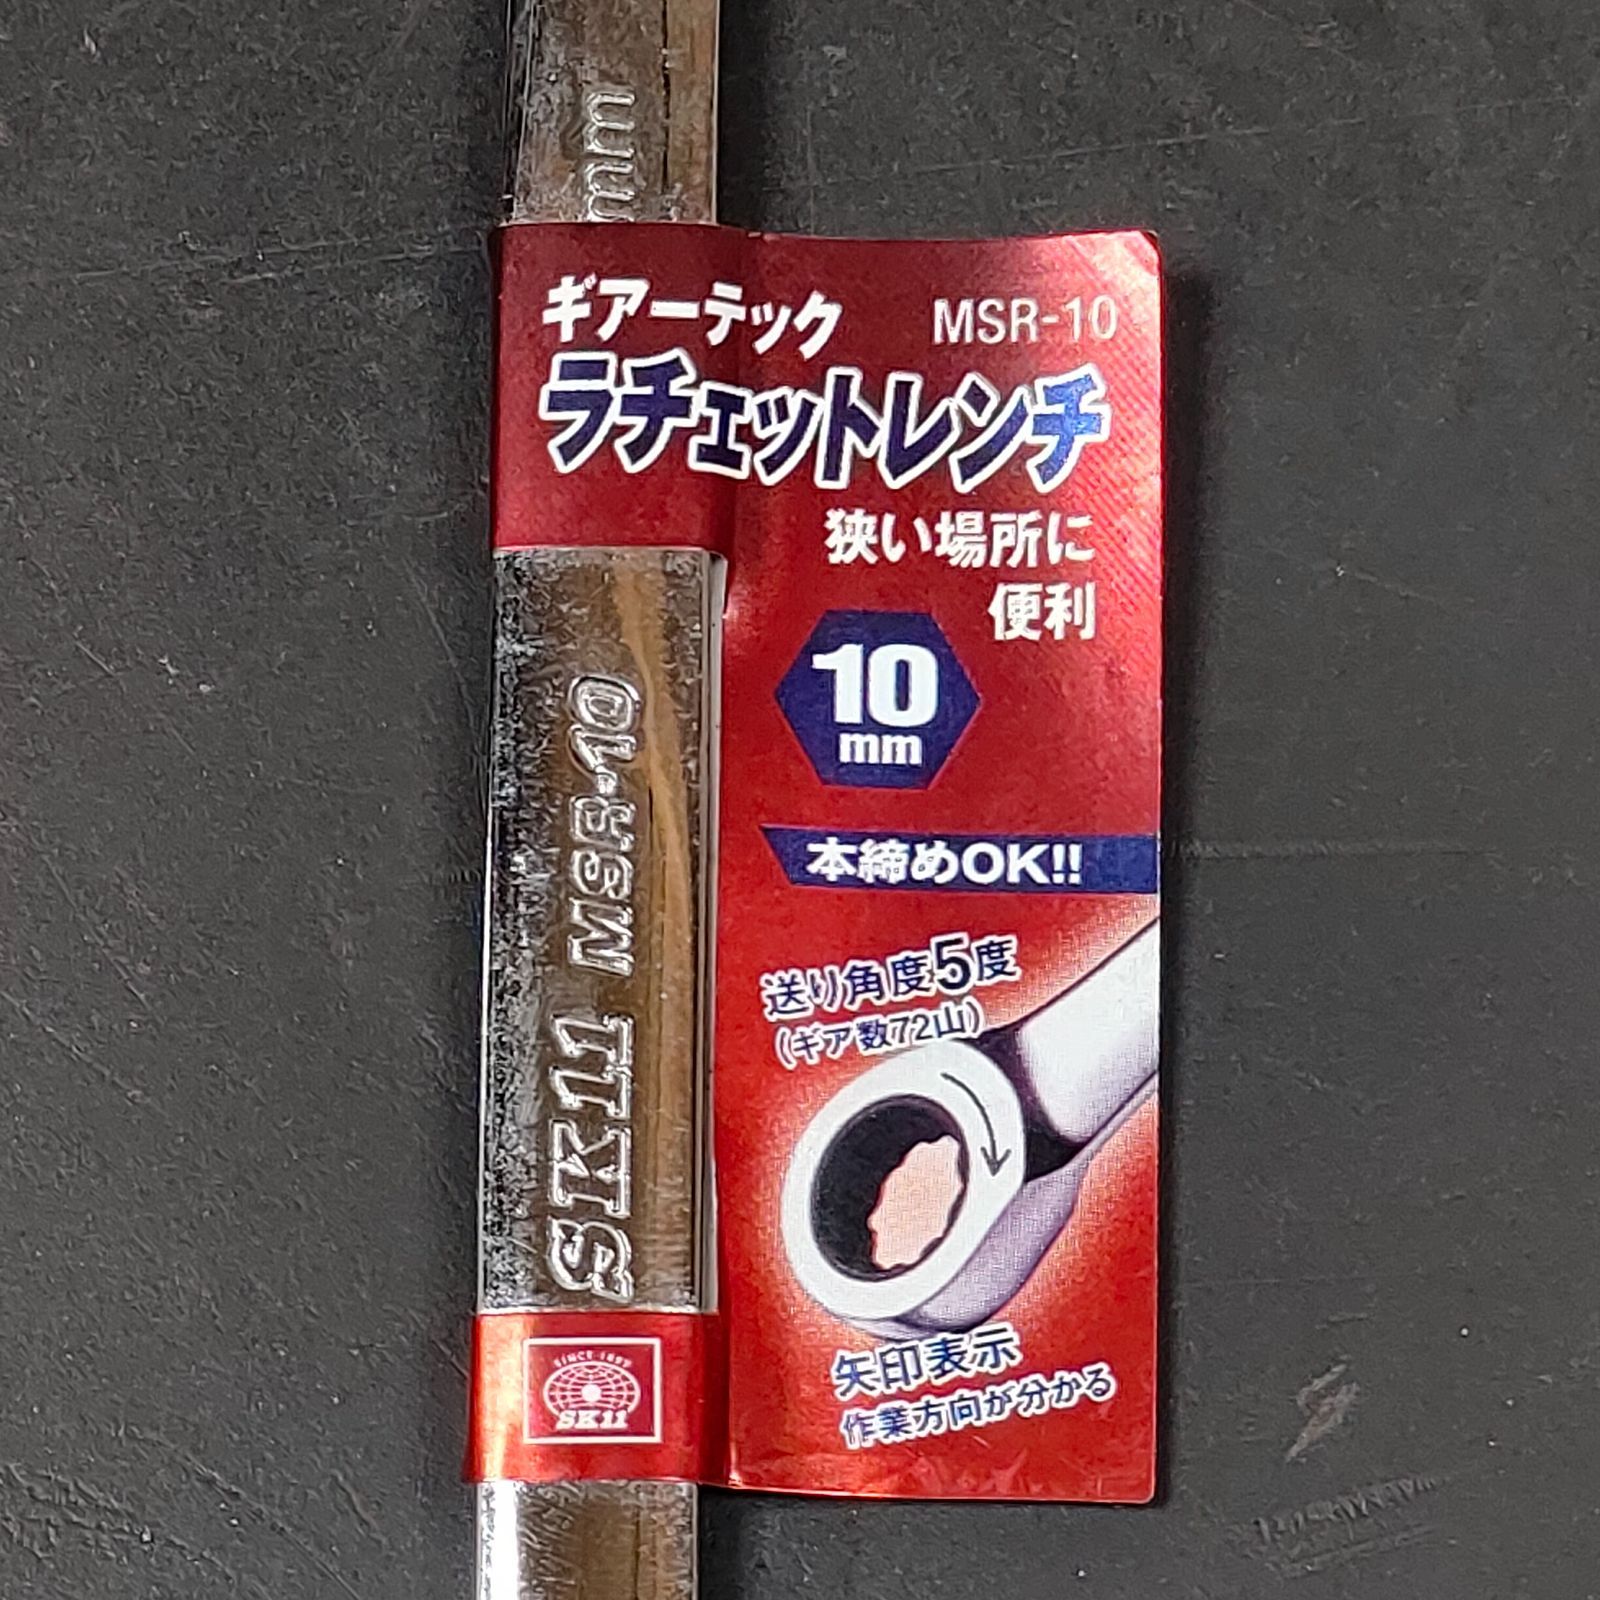 mm
ギアーテック
MSR-10
ラチェットレンチ
狭い場所に
便利
10
mm
本締めOK!!
送り角度5度
(ギア数72山)
矢印表示
作業方向が分かる
SK11 MSR-10
SINCE・1899
SK11